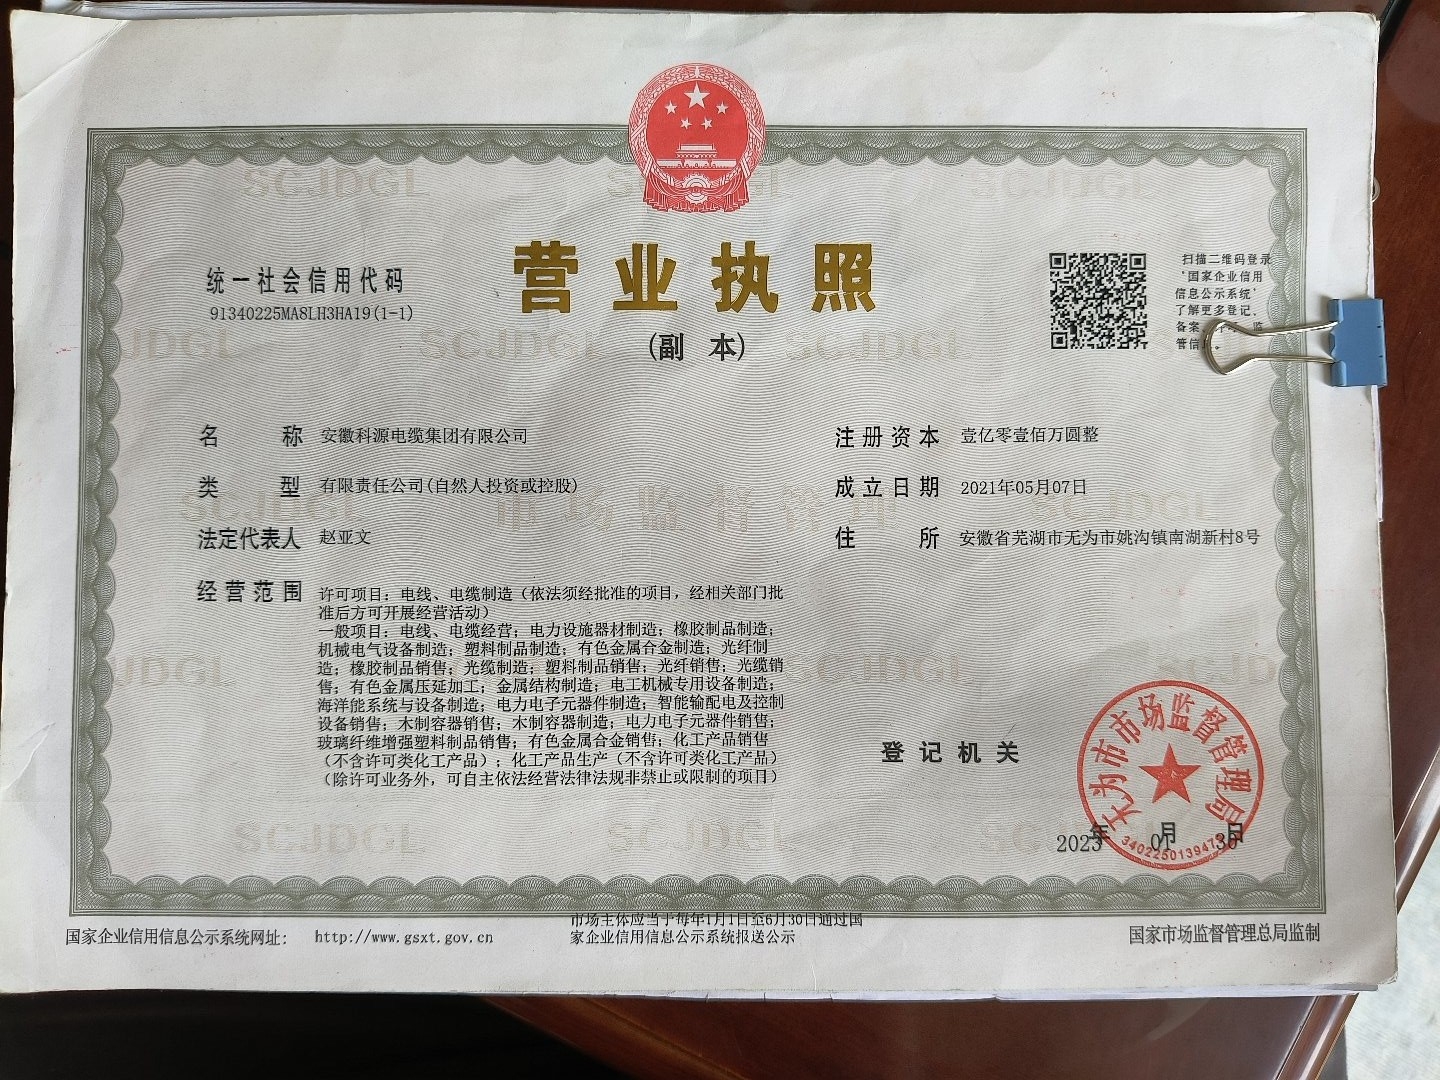 营业执照
(副 本)
统一社会信用代码
91340225MA8LH3HA19(1-1)
扫描二维码登录
'国家企业信用
信息公示系统'
了解更多登记、
备案
管信
名称 安徽科源电缆集团有限公司
类型 有限责任公司(自然人投资或控股)
法定代表人 赵亚文
经营范围 许可项目：电线、电缆制造（依法须经批准的项目，经相关部门批
准后方可开展经营活动）
一般项目：电线、电缆经营；电力设施器材制造；橡胶制品制造；
机械电气设备制造；塑料制品制造；有色金属合金制造；光纤制
造；橡胶制品销售；光缆制造；塑料制品销售；光纤销售；光缆销
售；有色金属压延加工；金属结构制造；电工机械专用设备制造；
海洋能系统与设备制造；电力电子元器件制造；智能输配电及控制
设备销售；木制容器销售；木制容器制造；电力电子元器件销售；
玻璃纤维增强塑料制品销售；有色金属合金销售；化工产品销售
（不含许可类化工产品）；化工产品生产（不含许可类化工产品）
（除许可业务外，可自主依法经营法律法规非禁止或限制的项目）
注册资本 壹亿零壹佰万圆整
成立日期 2021年05月07日
住所 安徽省芜湖市无为市姚沟镇南湖新村8号
登记机关
无为市市场监督管理局
2023年 01月 30日
市场主体应当于每年1月1日至6月30日通过国
家企业信用信息公示系统报送公示
国家企业信用信息公示系统网址： http://www.gsxt.gov.cn
国家市场监督管理总局监制
SCJDGL
市场监督管理